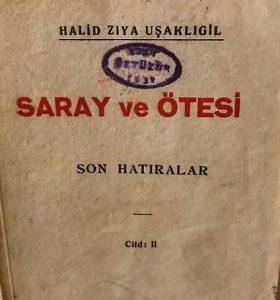 HALİD ZİYA UŞAKLIGİL
SARAY ve ÖTESİ
SON HATIRALAR
Cild: II